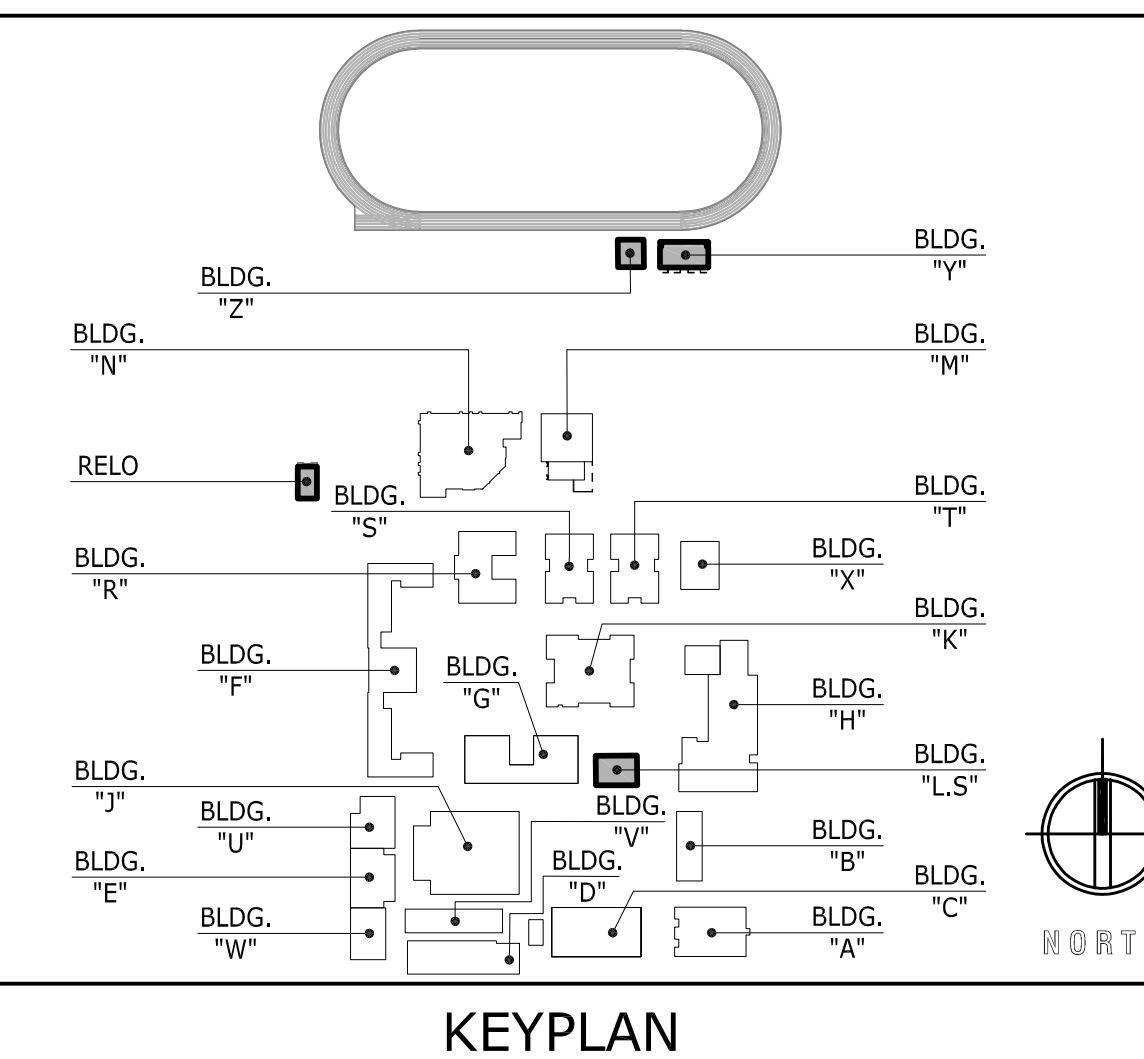 BLDG.
"Y"
BLDG.
"Z"
BLDG.
"N"
BLDG.
"M"
RELO
BLDG.
"S"
BLDG.
"T"
BLDG.
"R"
BLDG.
"X"
BLDG.
"K"
BLDG.
"F"
BLDG.
"G"
BLDG.
"H"
BLDG.
"L.S"
BLDG.
"J"
BLDG.
"U"
BLDG.
"V"
BLDG.
"B"
BLDG.
"E"
BLDG.
"D"
BLDG.
"C"
BLDG.
"W"
BLDG.
"A"
NORT
KEYPLAN